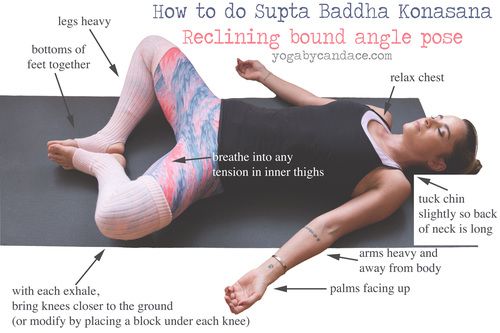 How to do Supta Baddha Konasana
Reclining bound angle pose
yogabycandace.com
legs heavy
bottoms of
feet together
relax chest
breathe into any
tension in inner thighs
tuck chin
slightly so back
of neck is long
arms heavy and
away from body
palms facing up
with each exhale,
bring knees closer to the ground
(or modify by placing a block under each knee)